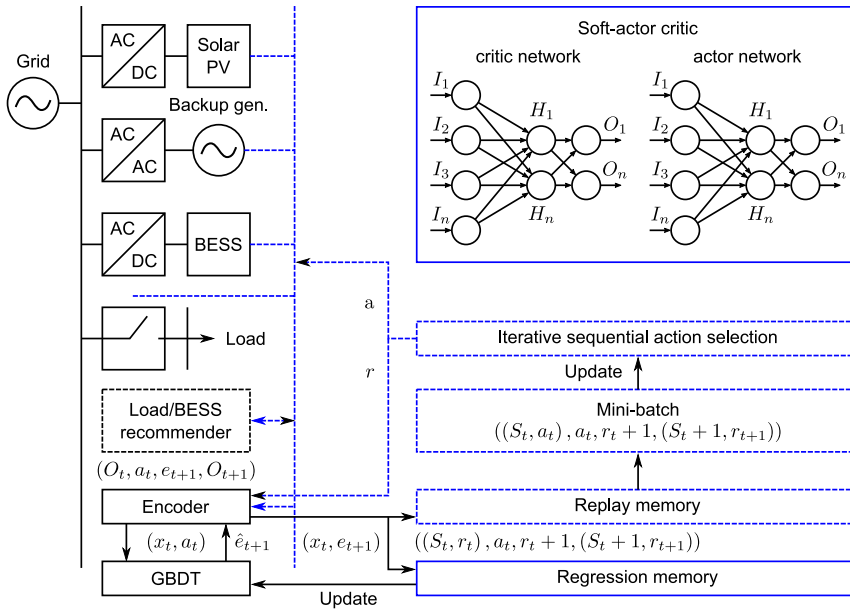 Grid
AC
DC
Solar
PV
Backup gen.
AC
AC
AC
DC
BESS
Load
Load/BESS
recommender
(O_t, a_t, e_{t+1}, O_{t+1})
Encoder
(x_t, a_t)
ê_{t+1}
(x_t, e_{t+1})
GBDT
Update
a
r
Soft-actor critic
critic network
I_1
I_2
I_3
I_n
H_1
H_n
O_1
O_n
actor network
I_1
I_2
I_3
I_n
H_1
H_n
O_1
O_n
Iterative sequential action selection
Update
Mini-batch
((S_t, a_t), a_t, r_t + 1, (S_t + 1, r_{t+1}))
Replay memory
((S_t, r_t), a_t, r_t + 1, (S_t + 1, r_{t+1}))
Regression memory